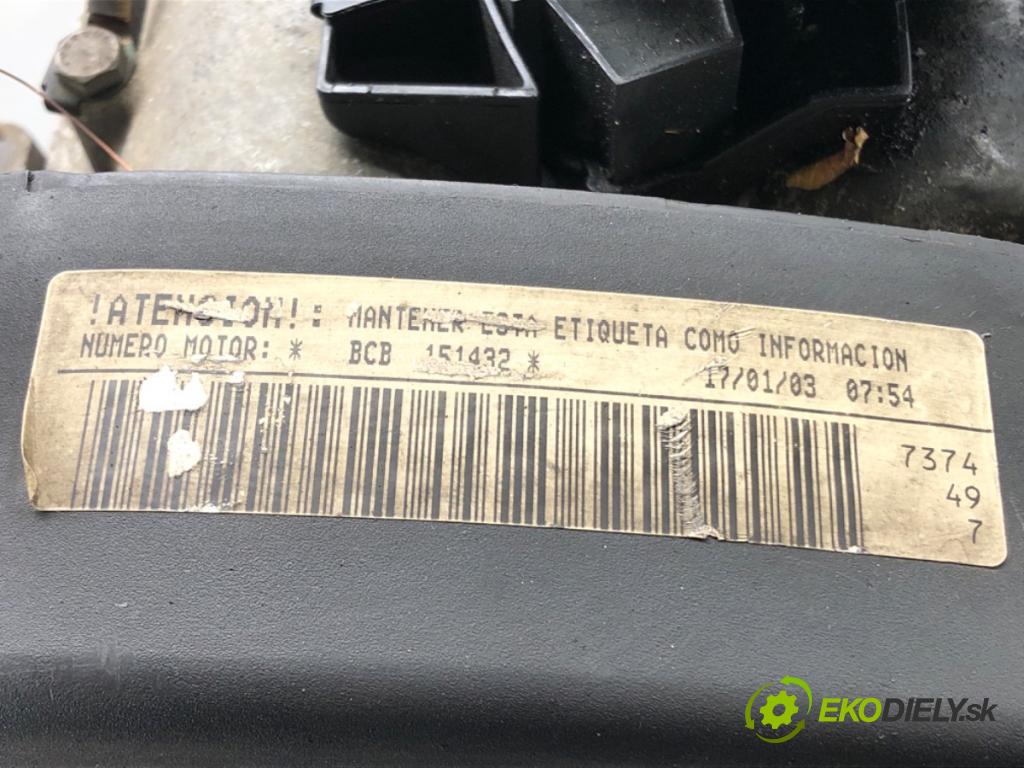 !ATENCION!: MANTENER ESTA ETIQUETA COMO INFORMACION
NUMERO MOTOR: * BCB 151432 * 17/01/03 07:54
7374
49
7
EKODIELY.sk